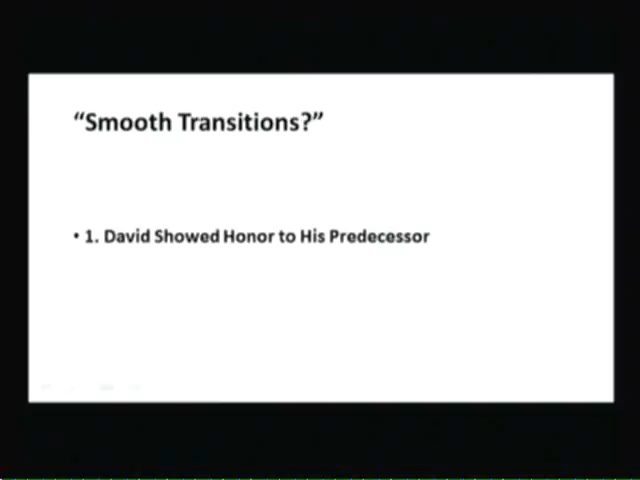 “Smooth Transitions?”
• 1. David Showed Honor to His Predecessor